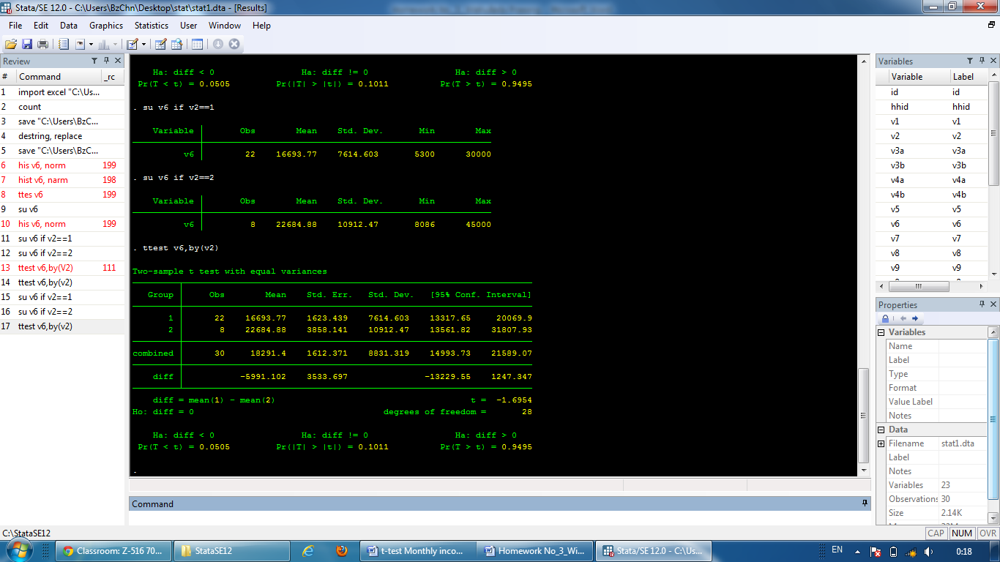 Stata/SE 12.0 - C:\Users\BzChn\Desktop\stat\stat1.dta - [Results]
File Edit Data Graphics Statistics User Window Help
Review
# Command _rc
1 import excel "C:\Us...
2 count
3 save "C:\Users\BzC...
4 destring, replace
5 save "C:\Users\BzC...
6 his v6, norm 199
7 hist v6, narm 198
8 ttes v6 199
9 su v6
10 his v6, norm 199
11 su v6 if v2==1
12 su v6 if v2==2
13 ttest v6,by(V2) 111
14 ttest v6,by(v2)
15 su v6 if v2==1
16 su v6 if v2==2
17 ttest v6,by(v2)
Ha: diff < 0 Ha: diff != 0 Ha: diff > 0
Pr(T < t) = 0.0505 Pr(|T| > |t|) = 0.1011 Pr(T > t) = 0.9495
. su v6 if v2==1
Variable Obs Mean Std. Dev. Min Max
v6 22 16693.77 7614.603 5300 30000
. su v6 if v2==2
Variable Obs Mean Std. Dev. Min Max
v6 8 22684.88 10912.47 8086 45000
. ttest v6,by(v2)
Two-sample t test with equal variances
Group Obs Mean Std. Err. Std. Dev. [95% Conf. Interval]
1 22 16693.77 1623.439 7614.603 13317.65 20069.9
2 8 22684.88 3858.141 10912.47 13561.82 31807.93
combined 30 18291.4 1612.371 8831.319 14993.73 21589.07
diff -5991.102 3533.697 -13229.55 1247.347
diff = mean(1) - mean(2) t = -1.6954
Ho: diff = 0 degrees of freedom = 28
Ha: diff < 0 Ha: diff != 0 Ha: diff > 0
Pr(T < t) = 0.0505 Pr(|T| > |t|) = 0.1011 Pr(T > t) = 0.9495
.
Command
Variables
Variable Label
id id
hhid hhid
v1 v1
v2 v2
v3a v3a
v3b v3b
v4a v4a
v4b v4b
v5 v5
v6 v6
v7 v7
v8 v8
v9 v9
Properties
Variables
Name
Label
Type
Format
Value Label
Notes
Data
Filename stat1.dta
Label
Notes
Variables 23
Observations 30
Size 2.14K
C:\StataSE12
CAP NUM OVR
Classroom: Z-516 70... StataSE12 t-test Monthly inco... Homework No_3_Wi... Stata/SE 12.0 - C:\Us... EN 0:18